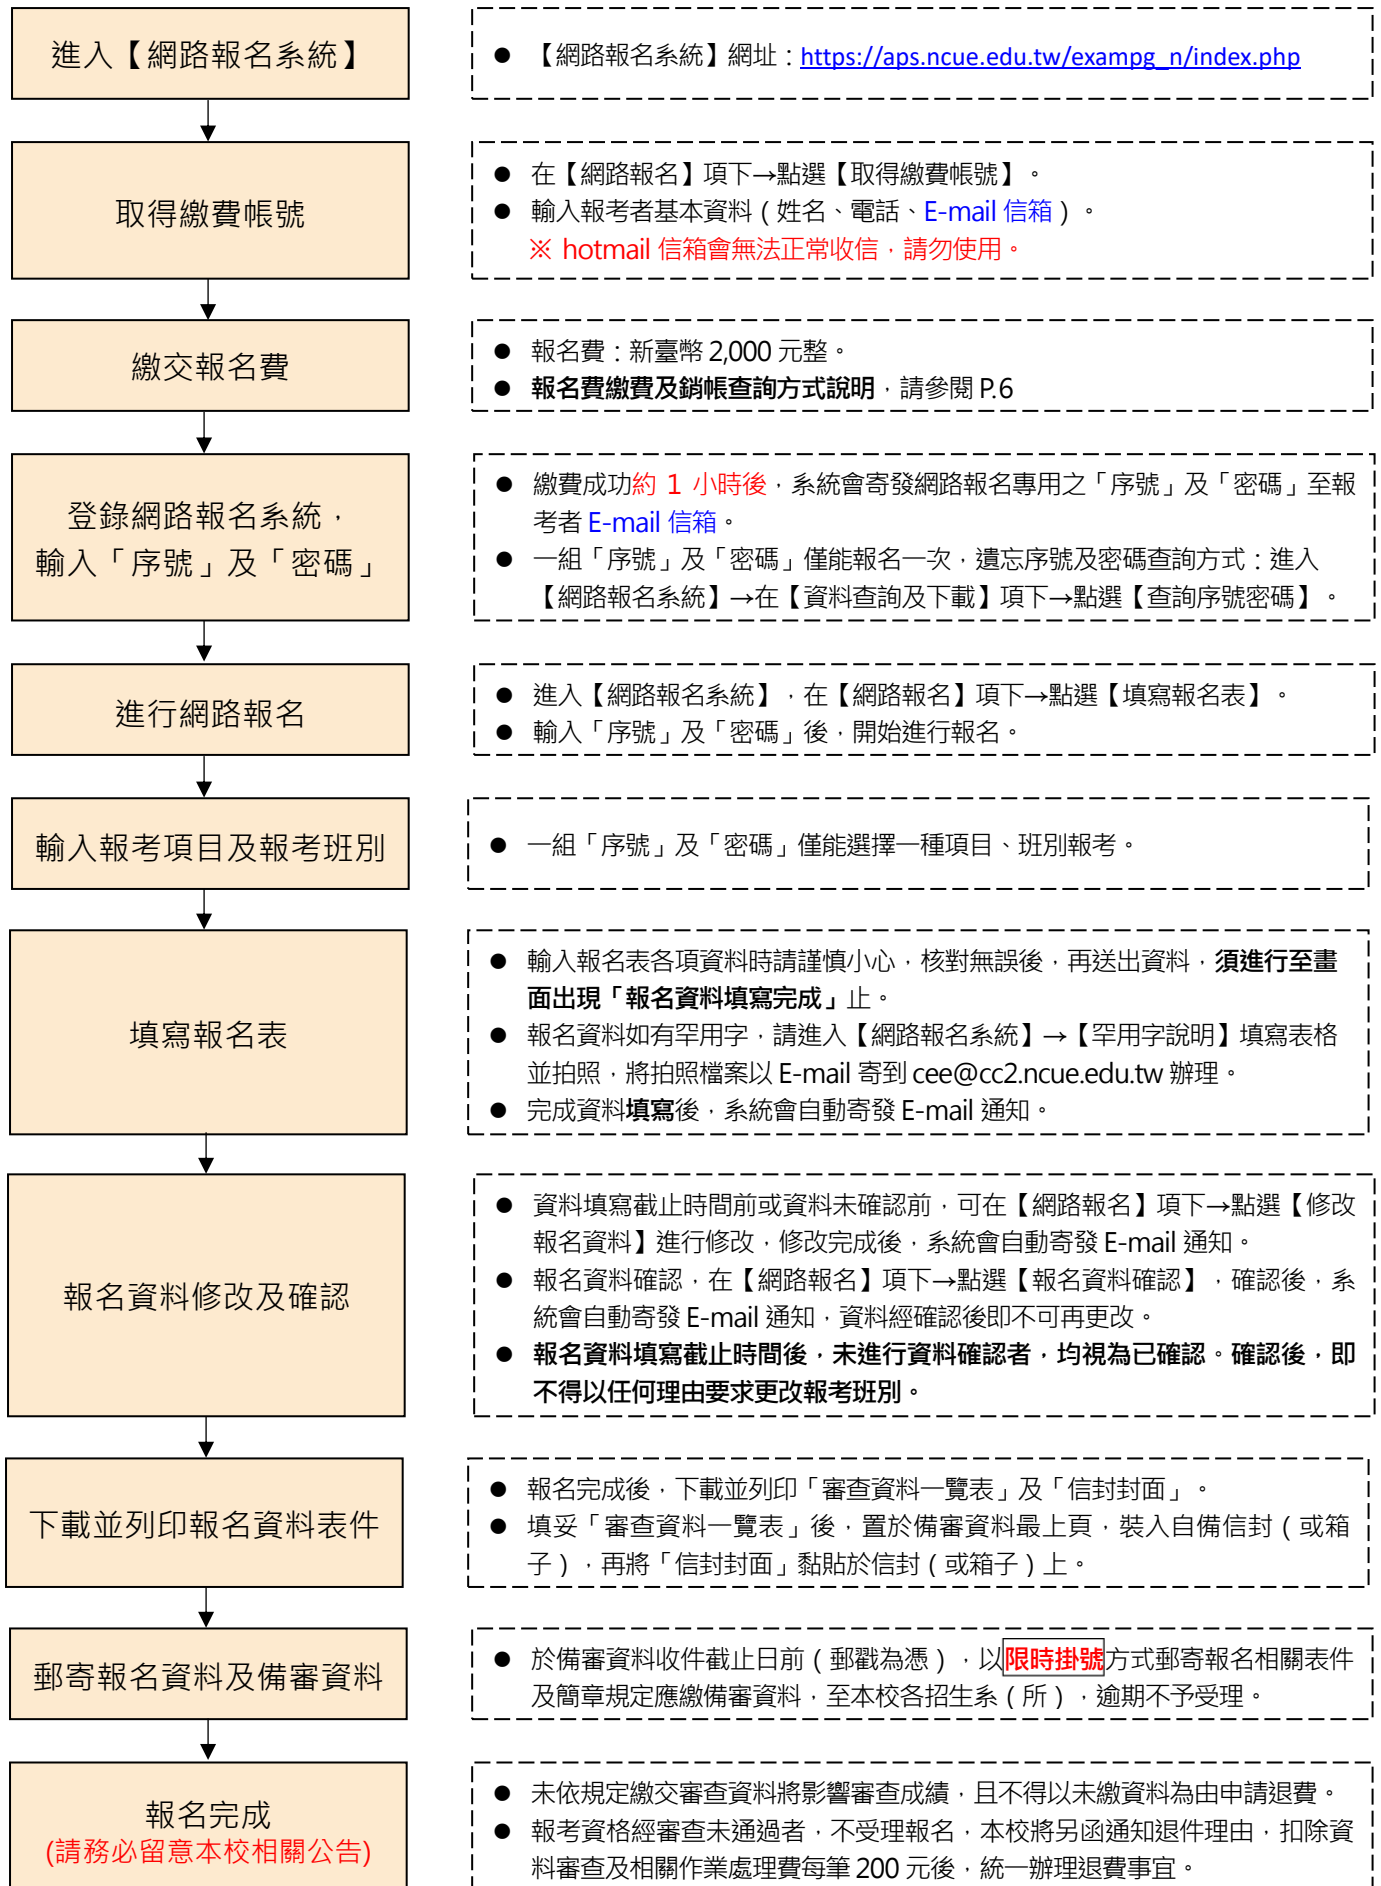 進入【網路報名系統】
● 【網路報名系統】網址：https://aps.ncue.edu.tw/exampg_n/index.php
取得繳費帳號
● 在【網路報名】項下→點選【取得繳費帳號】。
● 輸入報考者基本資料（姓名、電話、E-mail 信箱）。
※ hotmail 信箱會無法正常收信，請勿使用。
繳交報名費
● 報名費：新臺幣 2,000 元整。
● 報名費繳費及銷帳查詢方式說明，請參閱 P.6
登錄網路報名系統，
輸入「序號」及「密碼」
● 繳費成功約 1 小時後，系統會寄發網路報名專用之「序號」及「密碼」至報
考者 E-mail 信箱。
● 一組「序號」及「密碼」僅能報名一次，遺忘序號及密碼查詢方式：進入
【網路報名系統】→在【資料查詢及下載】項下→點選【查詢序號密碼】。
進行網路報名
● 進入【網路報名系統】，在【網路報名】項下→點選【填寫報名表】。
● 輸入「序號」及「密碼」後，開始進行報名。
輸入報考項目及報考班別
● 一組「序號」及「密碼」僅能選擇一種項目、班別報考。
填寫報名表
● 輸入報名表各項資料時請謹慎小心，核對無誤後，再送出資料，須進行至畫
面出現「報名資料填寫完成」止。
● 報名資料如有罕用字，請進入【網路報名系統】→【罕用字說明】填寫表格
並拍照，將拍照檔案以 E-mail 寄到 cee@cc2.ncue.edu.tw 辦理。
● 完成資料填寫後，系統會自動寄發 E-mail 通知。
報名資料修改及確認
● 資料填寫截止時間前或資料未確認前，可在【網路報名】項下→點選【修改
報名資料】進行修改，修改完成後，系統會自動寄發 E-mail 通知。
● 報名資料確認，在【網路報名】項下→點選【報名資料確認】，確認後，系
統會自動寄發 E-mail 通知，資料經確認後即不可再更改。
● 報名資料填寫截止時間後，未進行資料確認者，均視為已確認。確認後，即
不得以任何理由要求更改報考班別。
下載並列印報名資料表件
● 報名完成後，下載並列印「審查資料一覽表」及「信封封面」。
● 填妥「審查資料一覽表」後，置於備審資料最上頁，裝入自備信封（或箱
子），再將「信封封面」黏貼於信封（或箱子）上。
郵寄報名資料及備審資料
● 於備審資料收件截止日前（郵戳為憑），以限時掛號方式郵寄報名相關表件
及簡章規定應繳備審資料，至本校各招生系（所），逾期不予受理。
報名完成
(請務必留意本校相關公告)
● 未依規定繳交審查資料將影響審查成績，且不得以未繳資料為由申請退費。
● 報考資格經審查未通過者，不受理報名，本校將另函通知退件理由，扣除資
料審查及相關作業處理費每筆 200 元後，統一辦理退費事宜。